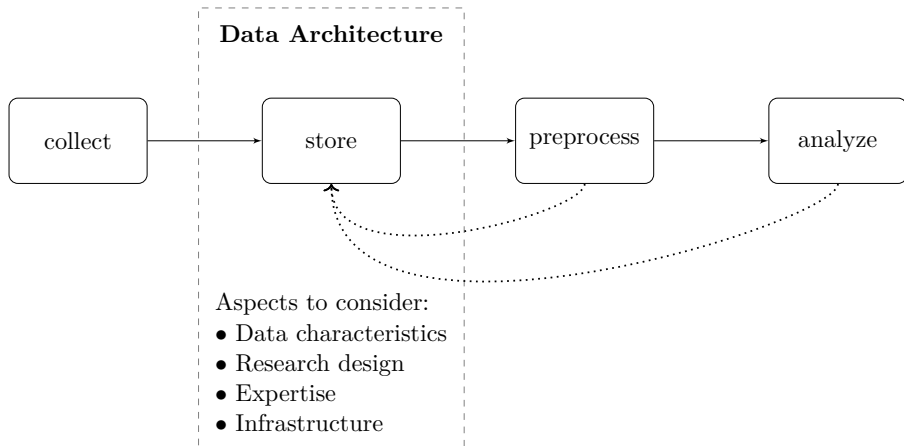 Data Architecture
collect
store
preprocess
analyze
Aspects to consider:
• Data characteristics
• Research design
• Expertise
• Infrastructure